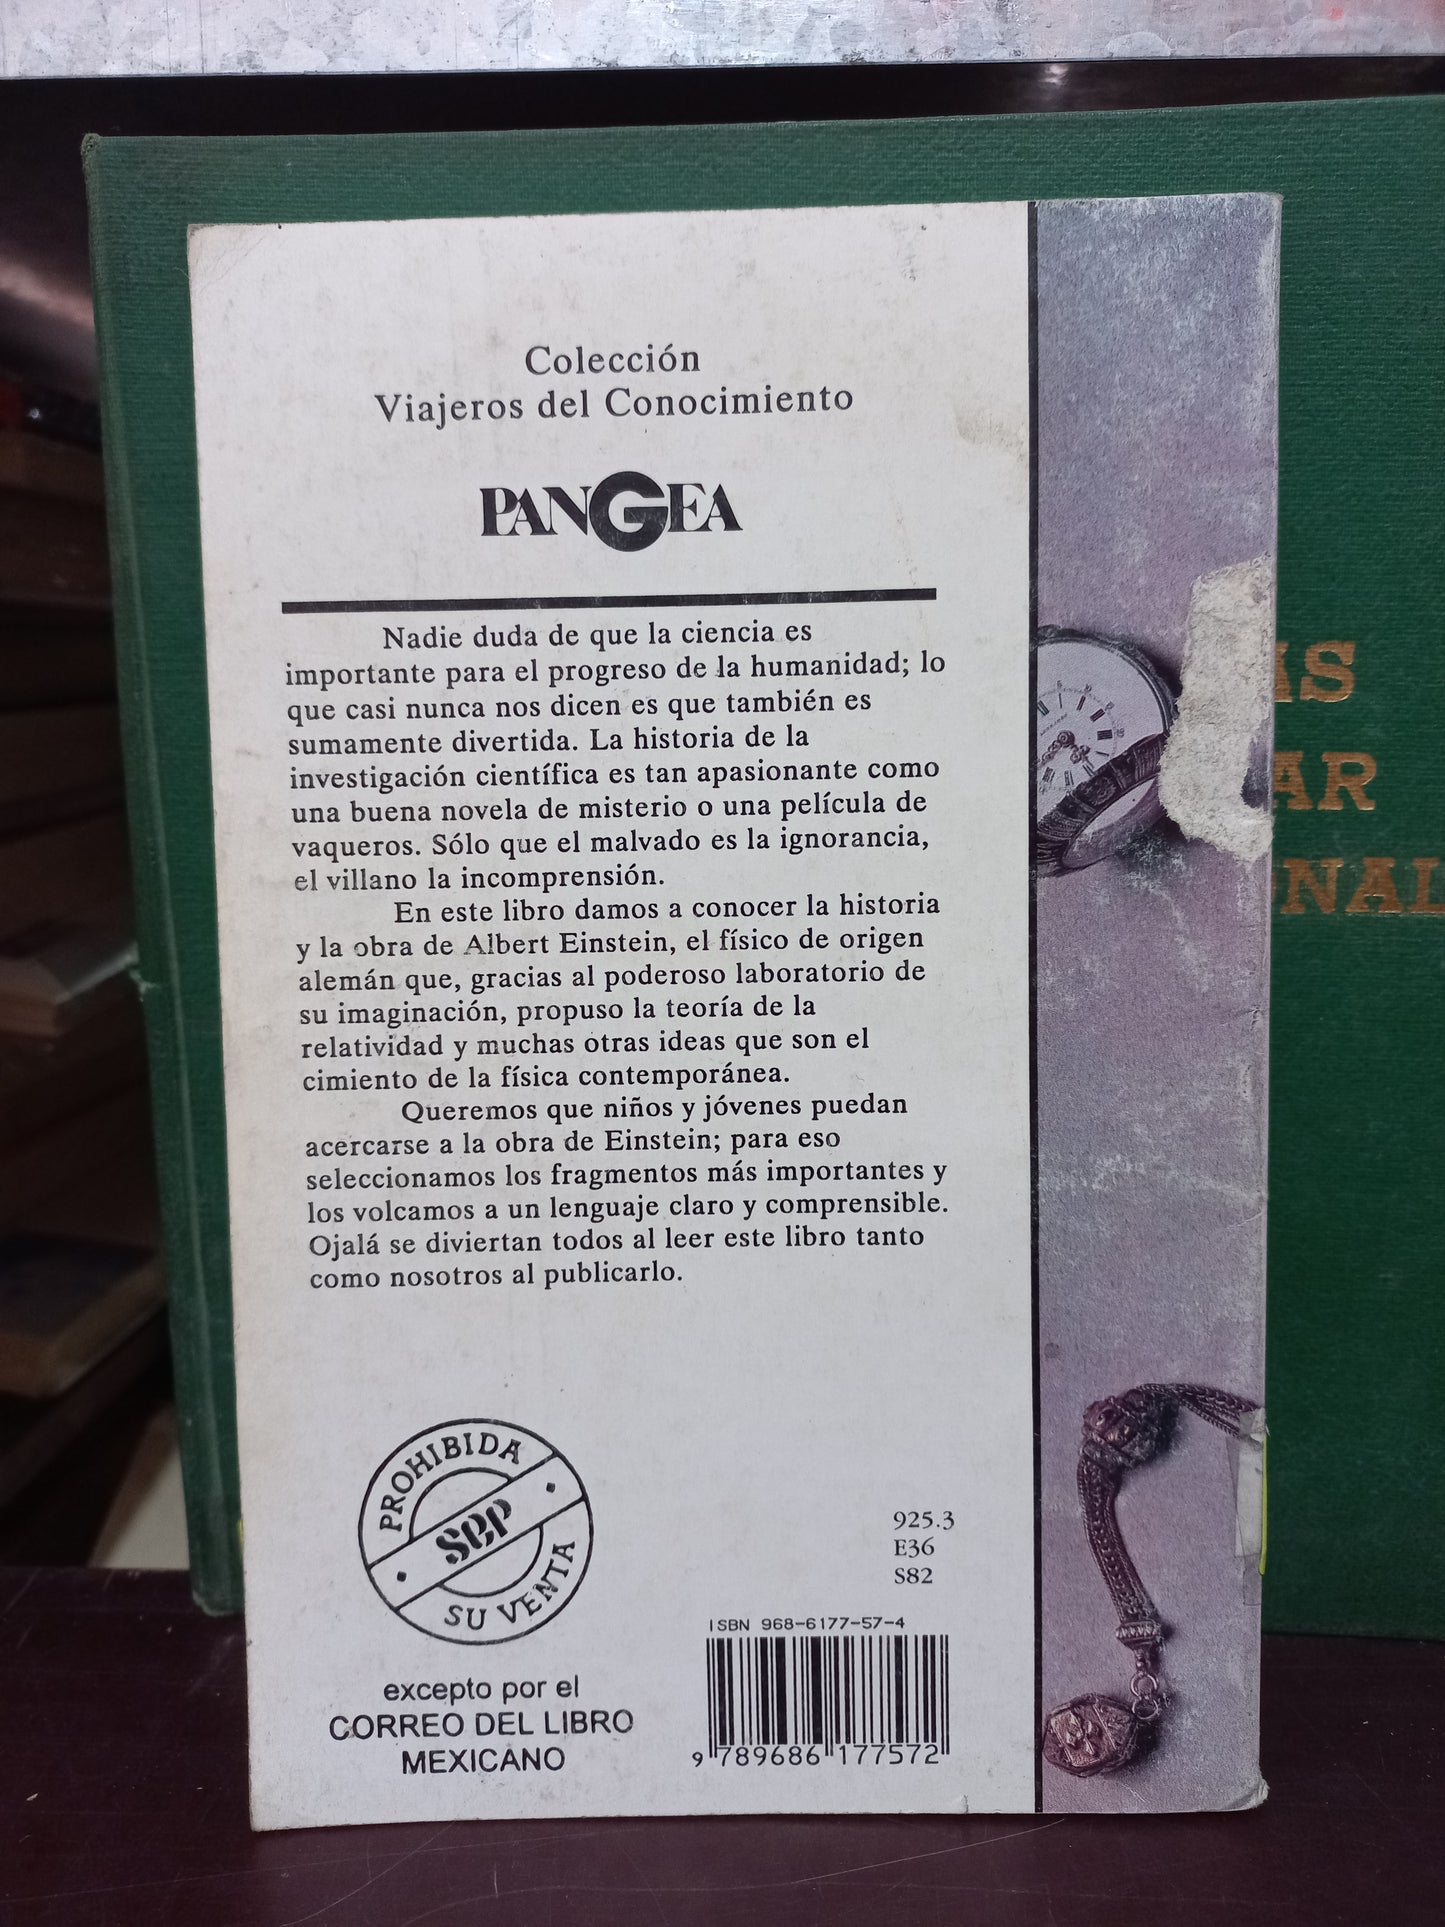 Colección
Viajeros del Conocimiento
PANGEA
Nadie duda de que la ciencia es
importante para el progreso de la humanidad; lo
que casi nunca nos dicen es que también es
sumamente divertida. La historia de la
investigación científica es tan apasionante como
una buena novela de misterio o una película de
vaqueros. Sólo que el malvado es la ignorancia,
el villano la incomprensión.
En este libro damos a conocer la historia
y la obra de Albert Einstein, el físico de origen
alemán que, gracias al poderoso laboratorio de
su imaginación, propuso la teoría de la
relatividad y muchas otras ideas que son el
cimiento de la física contemporánea.
Queremos que niños y jóvenes puedan
acercarse a la obra de Einstein; para eso
seleccionamos los fragmentos más importantes y
los volcamos a un lenguaje claro y comprensible.
Ojalá se diviertan todos al leer este libro tanto
como nosotros al publicarlo.
PROHIBIDA
SEP
SU VENTA
excepto por el
CORREO DEL LIBRO
MEXICANO
925.3
E36
S82
ISBN 968-6177-57-4
9 789686 177572
AS
AR
ONAL